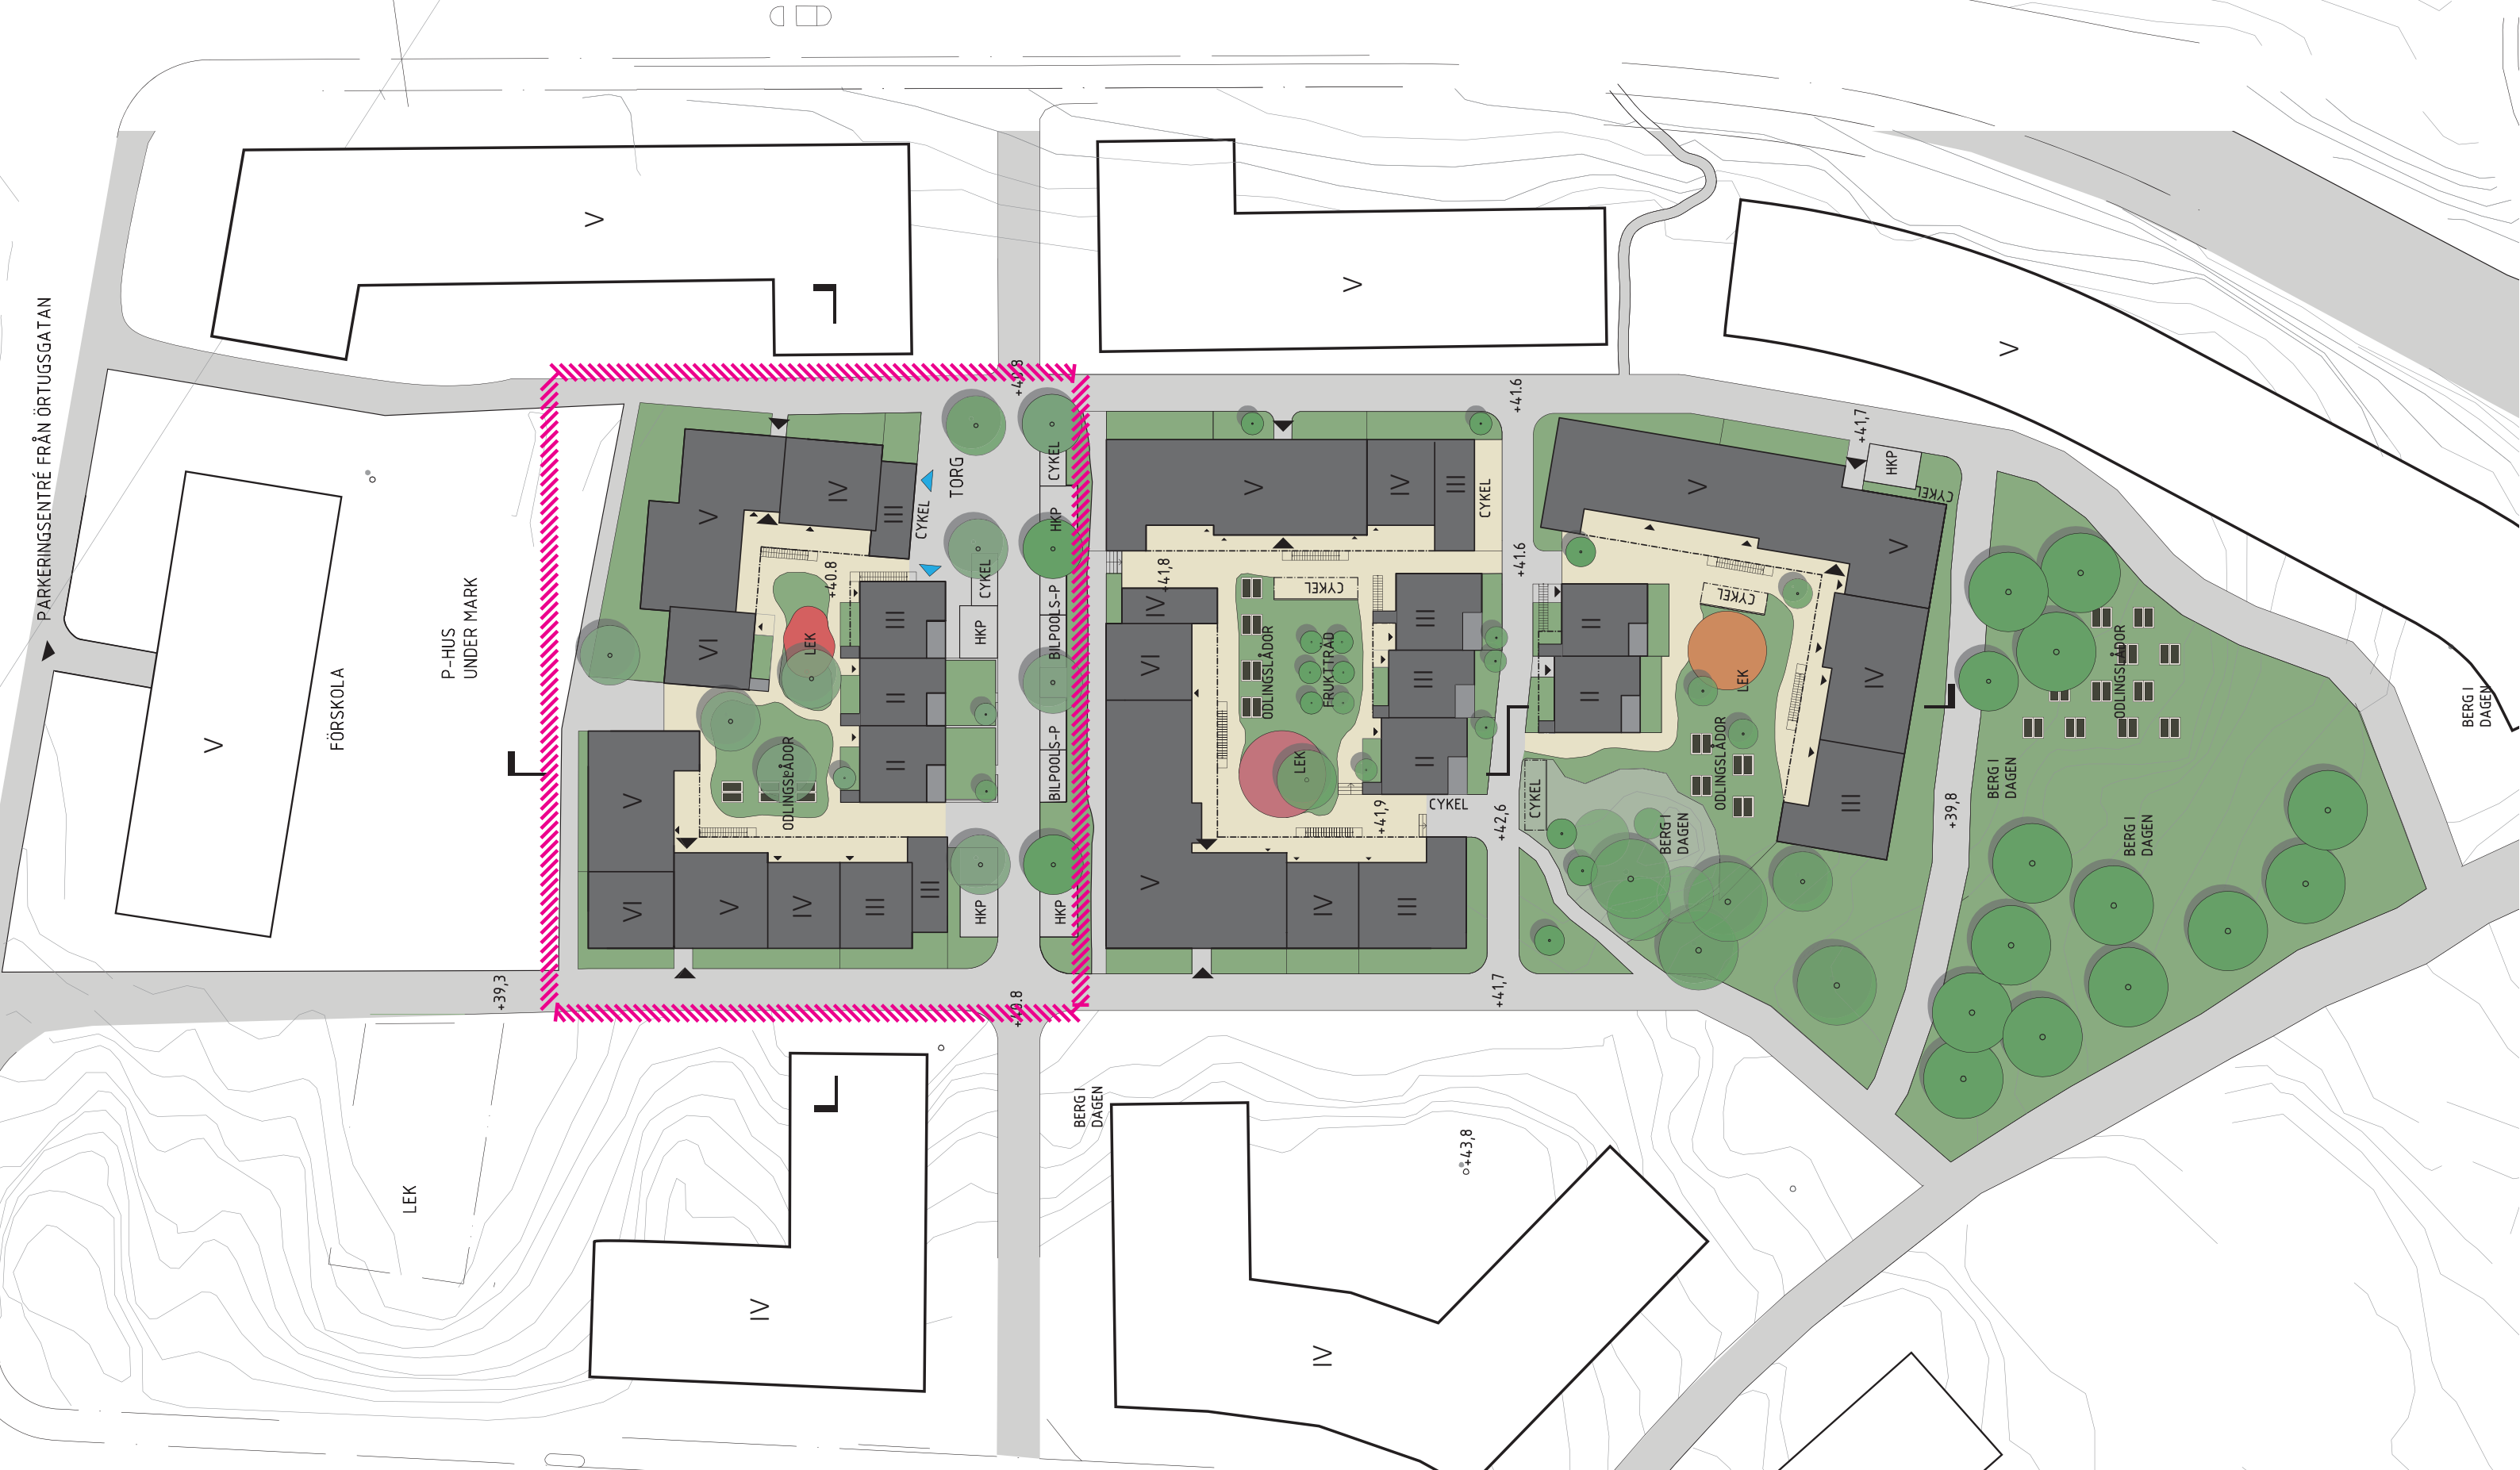 PARKERINGSENTRÉ FRÅN ÖRTUGSGATAN
V
V
V
P-HUS
UNDER MARK
FÖRSKOLA
V
+40.8
+41.6
+41,7
HKP
CYKEL
TORG
CYKEL
V
IV
III
CYKEL
HKP
BILPOOLS-P
BILPOOLS-P
HKP
CYKEL
HKP
HKP
VI
LEK
+40.8
III
II
II
ODLINGSLÅDOR
V
VI
V
IV
III
III
+39,3
+40.8
V
IV
III
CYKEL
+41,8
IV
VI
V
CYKEL
ODLINGSLÅDOR
FRUKTTRÄD
LEK
+41,9
III
III
II
CYKEL
IV
III
+41.6
+42,6
+41,7
V
V
IV
III
III
II
CYKEL
LEK
ODLINGSLÅDOR
CYKEL
BERG I
DAGEN
+39,8
BERG I
DAGEN
BERG I
DAGEN
ODLINGSLÅDOR
BERG I
DAGEN
LEK
IV
BERG I
DAGEN
+43,8
IV